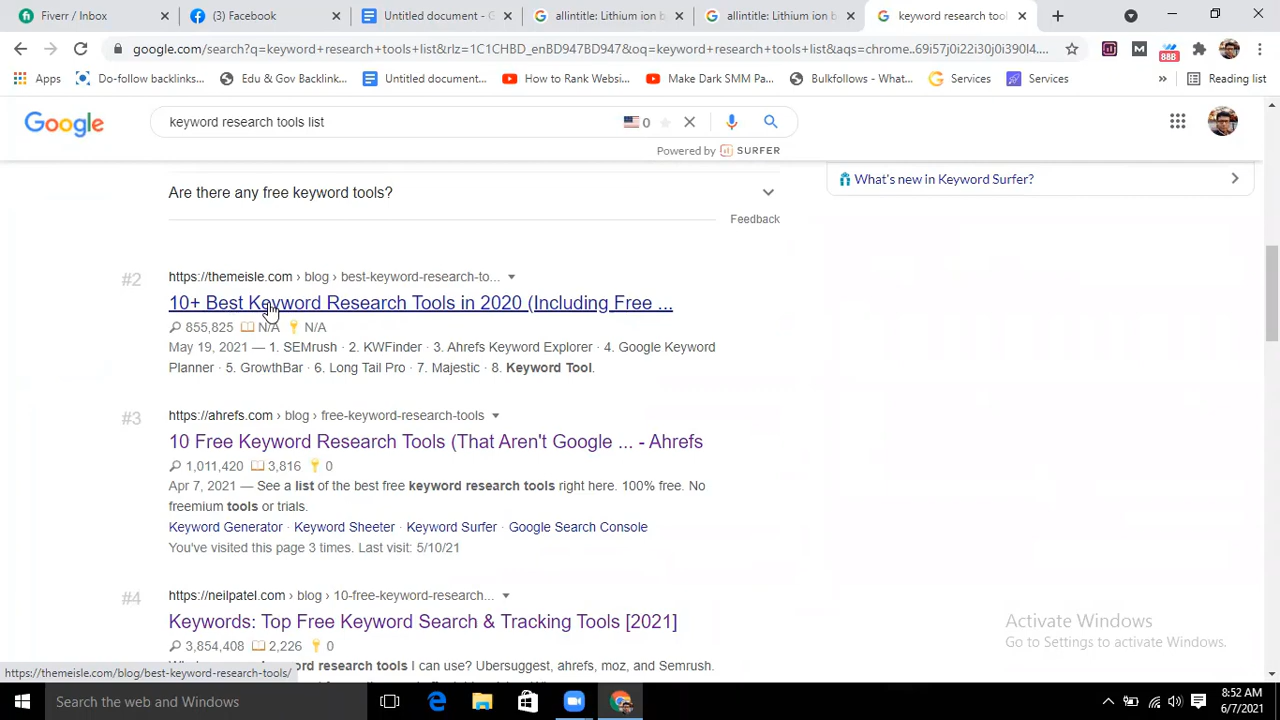 Fiverr / Inbox
(3) Facebook
Untitled document - G
allintitle: Lithium ion b
allintitle: Lithium ion b
keyword research tool
google.com/search?q=keyword+research+tools+list&rlz=1C1CHBD_enBD947BD947&oq=keyword+research+tools+list&aqs=chrome..69i57j0i22i30j0i390l4....
Apps
Do-follow backlinks...
Edu & Gov Backlink...
Untitled document...
How to Rank Websi...
Make Dark SMM Pa...
Bulkfollows - What...
Services
Services
»
Reading list
888
Google
keyword research tools list
0
Powered by SURFER
Are there any free keyword tools?
Feedback
What's new in Keyword Surfer?
#2
https://themeisle.com › blog › best-keyword-research-to...
10+ Best Keyword Research Tools in 2020 (Including Free ...
855,825 N/A N/A
May 19, 2021 — 1. SEMrush · 2. KWFinder · 3. Ahrefs Keyword Explorer · 4. Google Keyword
Planner · 5. GrowthBar · 6. Long Tail Pro · 7. Majestic · 8. Keyword Tool.
#3
https://ahrefs.com › blog › free-keyword-research-tools
10 Free Keyword Research Tools (That Aren't Google ... - Ahrefs
1,011,420 3,816 0
Apr 7, 2021 — See a list of the best free keyword research tools right here. 100% free. No
freemium tools or trials.
Keyword Generator · Keyword Sheeter · Keyword Surfer · Google Search Console
You've visited this page 3 times. Last visit: 5/10/21
#4
https://neilpatel.com › blog › 10-free-keyword-research...
Keywords: Top Free Keyword Search & Tracking Tools [2021]
3,854,408 2,226 0
research tools I can use? Ubersuggest, ahrefs, moz, and Semrush.
Activate Windows
Go to Settings to activate Windows.
https://themeisle.com/blog/best-keyword-research-tools/
Search the web and Windows
8:52 AM
6/7/2021